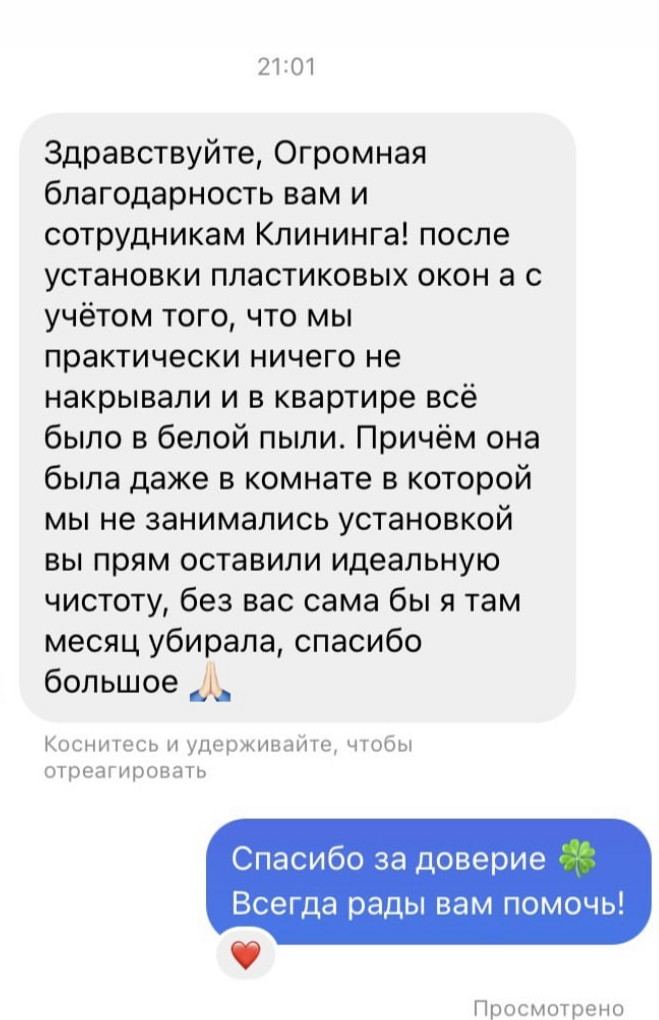 21:01
Здравствуйте, Огромная
благодарность вам и
сотрудникам Клининга! после
установки пластиковых окон а с
учётом того, что мы
практически ничего не
накрывали и в квартире всё
было в белой пыли. Причём она
была даже в комнате в которой
мы не занимались установкой
вы прям оставили идеальную
чистоту, без вас сама бы я там
месяц убирала, спасибо
большое 🙏🏻
Коснитесь и удерживайте, чтобы
отреагировать
Спасибо за доверие 🍀
Всегда рады вам помочь!
❤️
Просмотрено